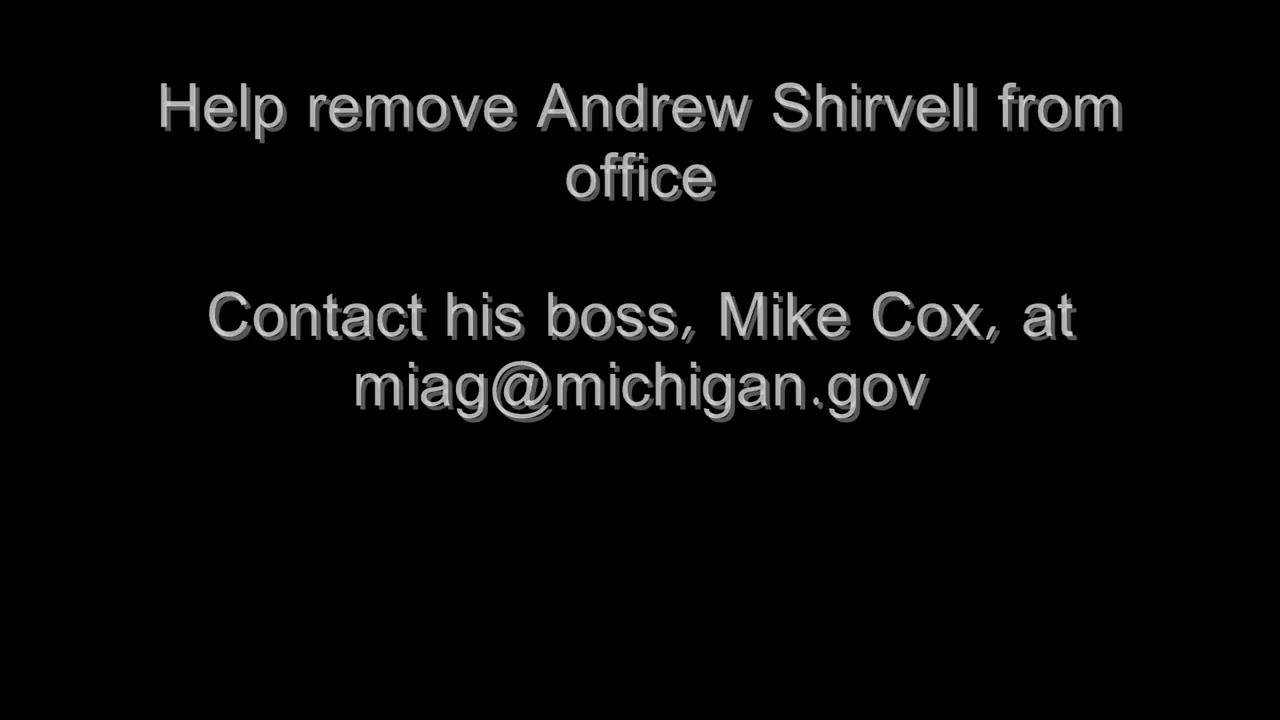 Help remove Andrew Shirvell from
office
Contact his boss, Mike Cox, at
miag@michigan.gov